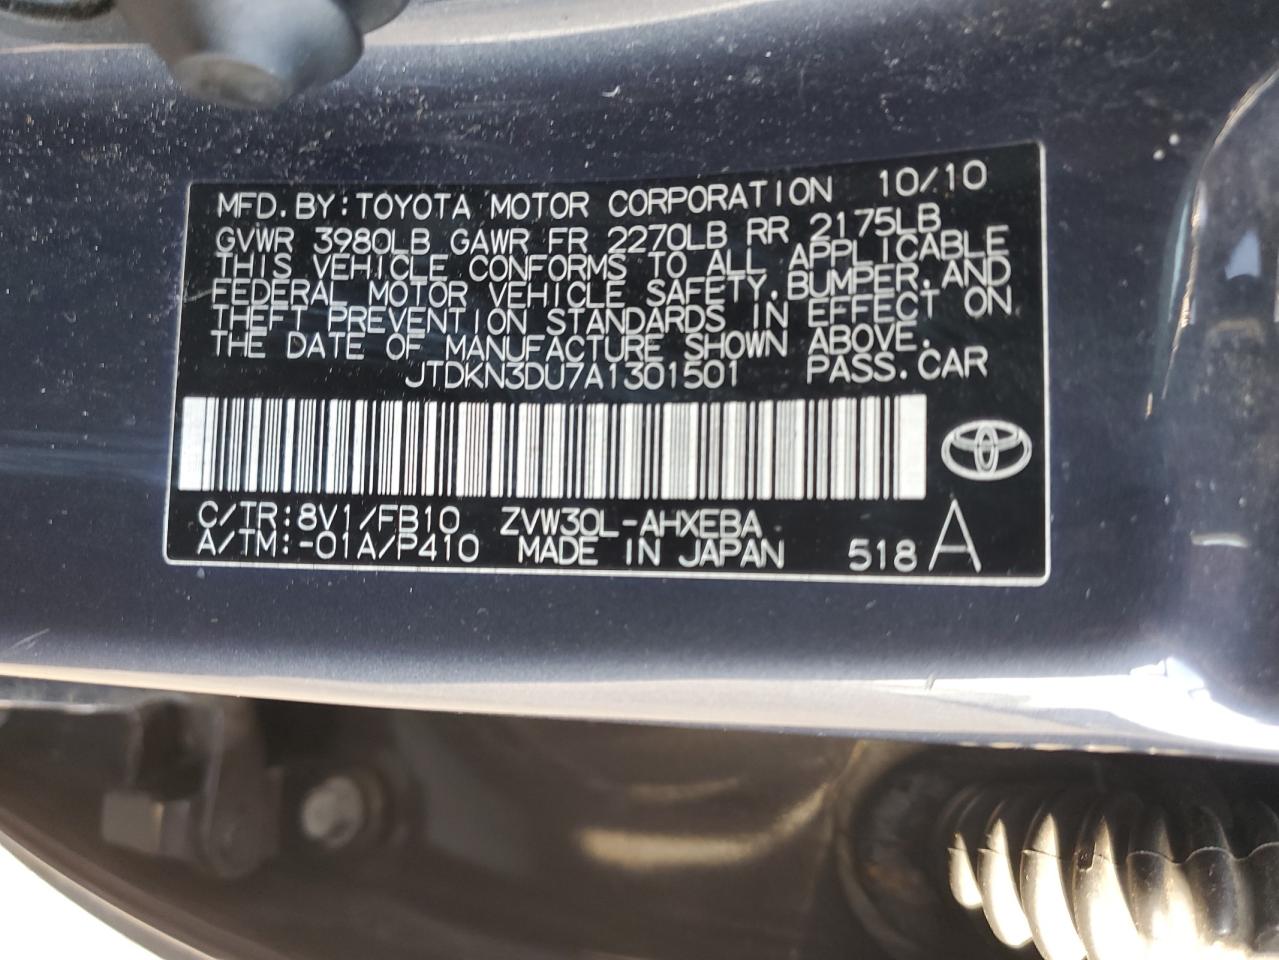 MFD.BY:TOYOTA MOTOR CORPORATION 10/10
GVWR 3980LB GAWR FR 2270LB RR 2175LB
THIS VEHICLE CONFORMS TO ALL APPLICABLE
FEDERAL MOTOR VEHICLE SAFETY,BUMPER,AND
THEFT PREVENTION STANDARDS IN EFFECT ON
THE DATE OF MANUFACTURE SHOWN ABOVE.
JTDKN3DU7A1301501 PASS.CAR
C/TR:8V1/FB10 ZVW30L-AHXEBA
A/TM:-01A/P410 MADE IN JAPAN 518 A